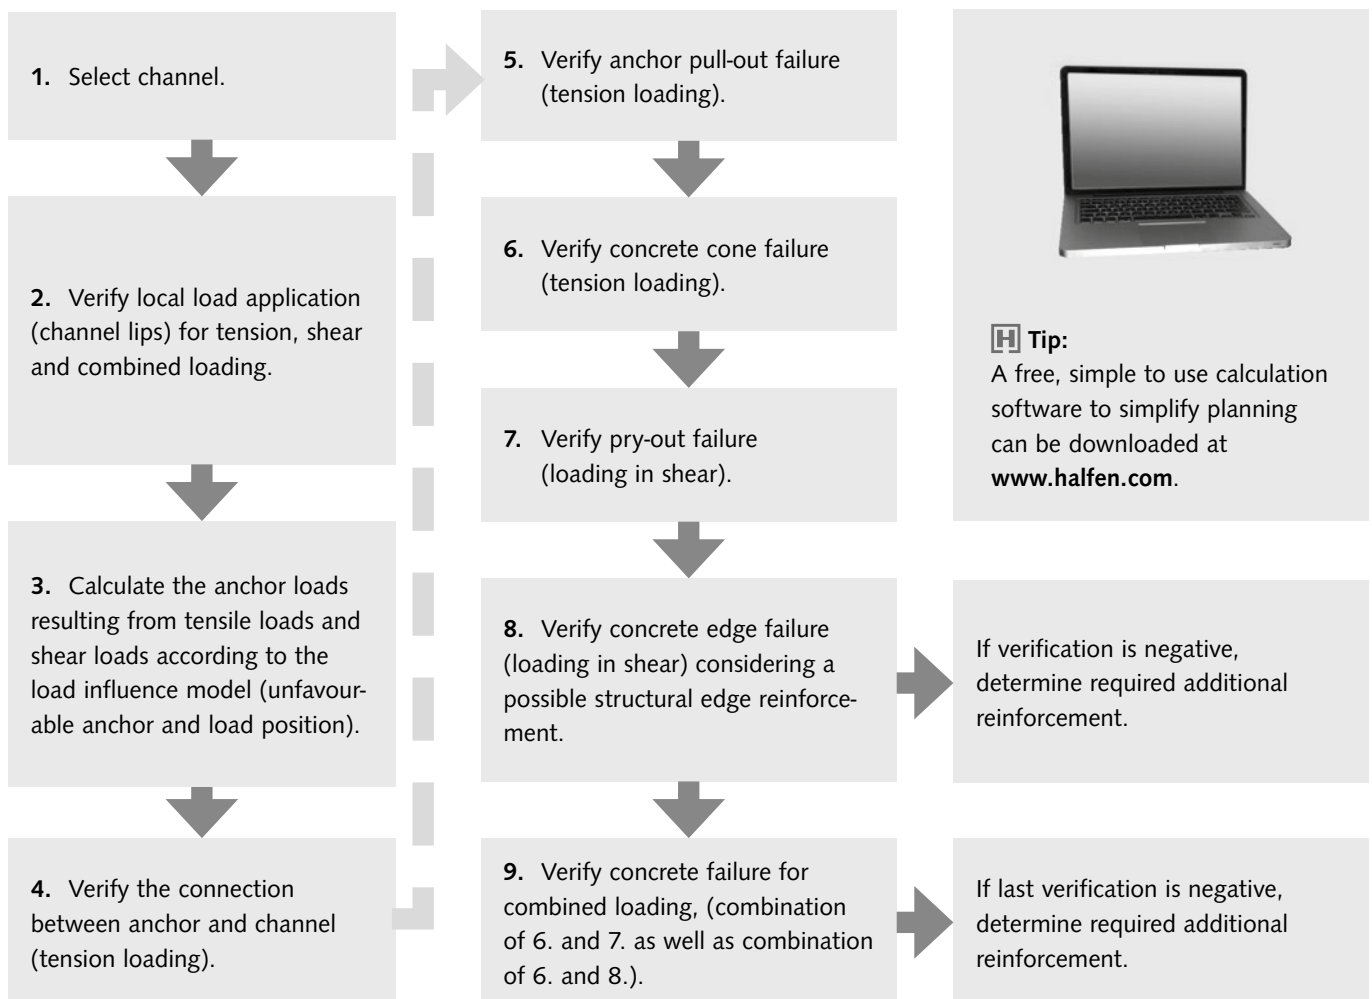 1. Select channel.
2. Verify local load application
(channel lips) for tension, shear
and combined loading.
3. Calculate the anchor loads
resulting from tensile loads and
shear loads according to the
load influence model (unfavour-
able anchor and load position).
4. Verify the connection
between anchor and channel
(tension loading).
5. Verify anchor pull-out failure
(tension loading).
6. Verify concrete cone failure
(tension loading).
7. Verify pry-out failure
(loading in shear).
8. Verify concrete edge failure
(loading in shear) considering a
possible structural edge reinforce-
ment.
9. Verify concrete failure for
combined loading, (combination
of 6. and 7. as well as combination
of 6. and 8.).
H Tip:
A free, simple to use calculation
software to simplify planning
can be downloaded at
www.halfen.com.
If verification is negative,
determine required additional
reinforcement.
If last verification is negative,
determine required additional
reinforcement.